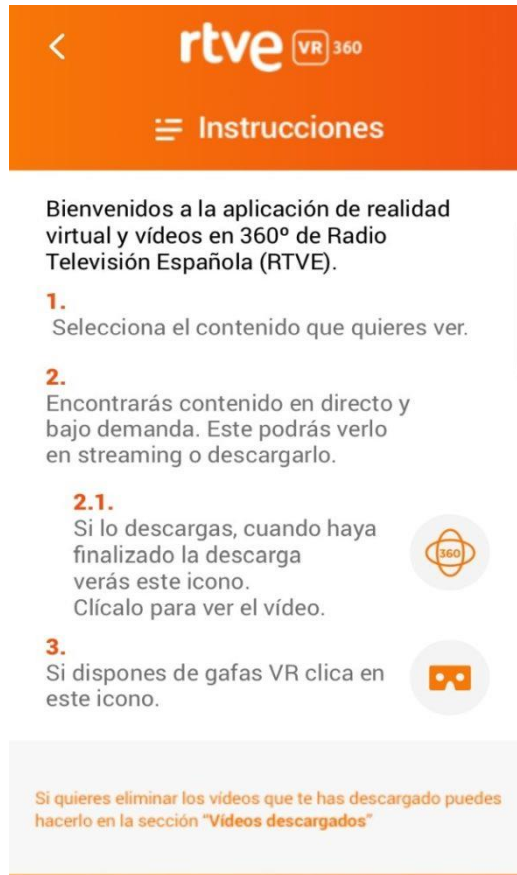 rtve VR 360
Instrucciones
Bienvenidos a la aplicación de realidad
virtual y vídeos en 360º de Radio
Televisión Española (RTVE).
1.
Selecciona el contenido que quieres ver.
2.
Encontrarás contenido en directo y
bajo demanda. Este podrás verlo
en streaming o descargarlo.
2.1.
Si lo descargas, cuando haya
finalizado la descarga
verás este icono.
Clícalo para ver el vídeo.
360
3.
Si dispones de gafas VR clica en
este icono.
Si quieres eliminar los vídeos que te has descargado puedes
hacerlo en la sección “Vídeos descargados”